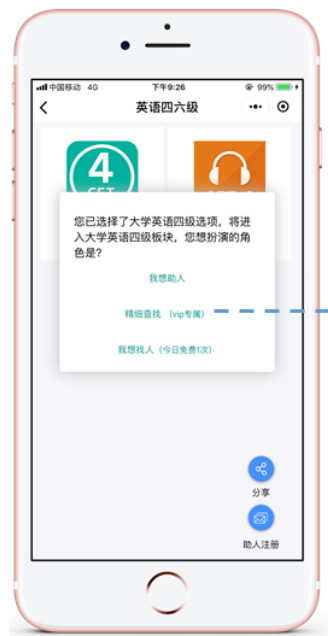 中国移动 4G 下午9:26 99%
英语四六级
4
CET
您已选择了大学英语四级选项，将进
入大学英语四级板块，您想扮演的角
色是？
我想助人
精细查找 （vip专属）
我想找人（今日免费1次）
分享
助人注册